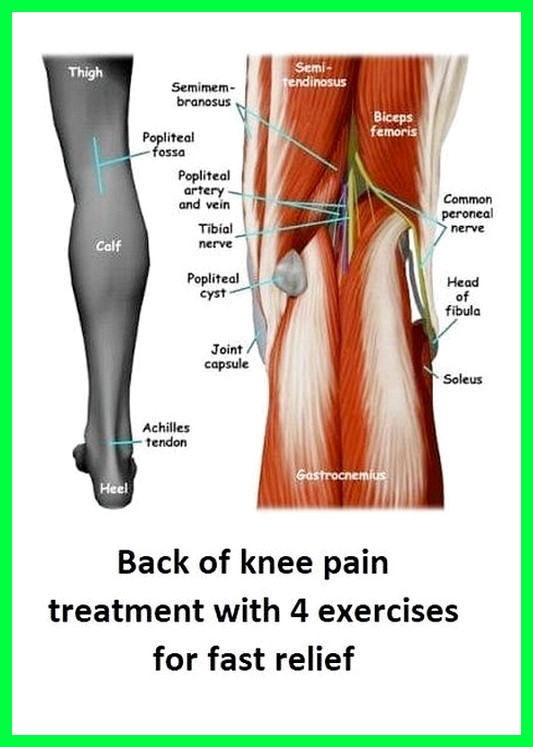 Thigh
Popliteal
fossa
Calf
Achilles
tendon
Heel
Semi-
tendinosus
Semimem-
branosus
Biceps
femoris
Popliteal
artery
and vein
Tibial
nerve
Common
peroneal
nerve
Popliteal
cyst
Head
of
fibula
Joint
capsule
Soleus
Gastrocnemius
Back of knee pain
treatment with 4 exercises
for fast relief